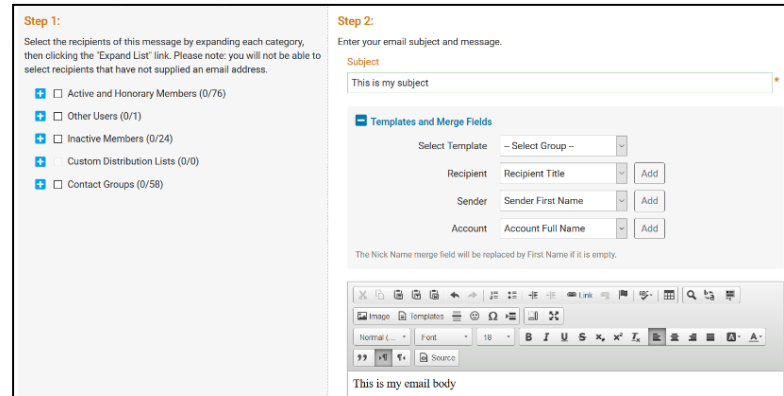 Step 1:
Select the recipients of this message by expanding each category,
then clicking the "Expand List" link. Please note: you will not be able to
select recipients that have not supplied an email address.
Active and Honorary Members (0/76)
Other Users (0/1)
Inactive Members (0/24)
Custom Distribution Lists (0/0)
Contact Groups (0/58)
Step 2:
Enter your email subject and message.
Subject
This is my subject *
Templates and Merge Fields
Select Template -- Select Group --
Recipient Recipient Title Add
Sender Sender First Name Add
Account Account Full Name Add
The Nick Name merge field will be replaced by First Name if it is empty.
Link
Image Templates Ω
Normal (... Font 18 B I U S x₂ x² Tx A A
Source
This is my email body